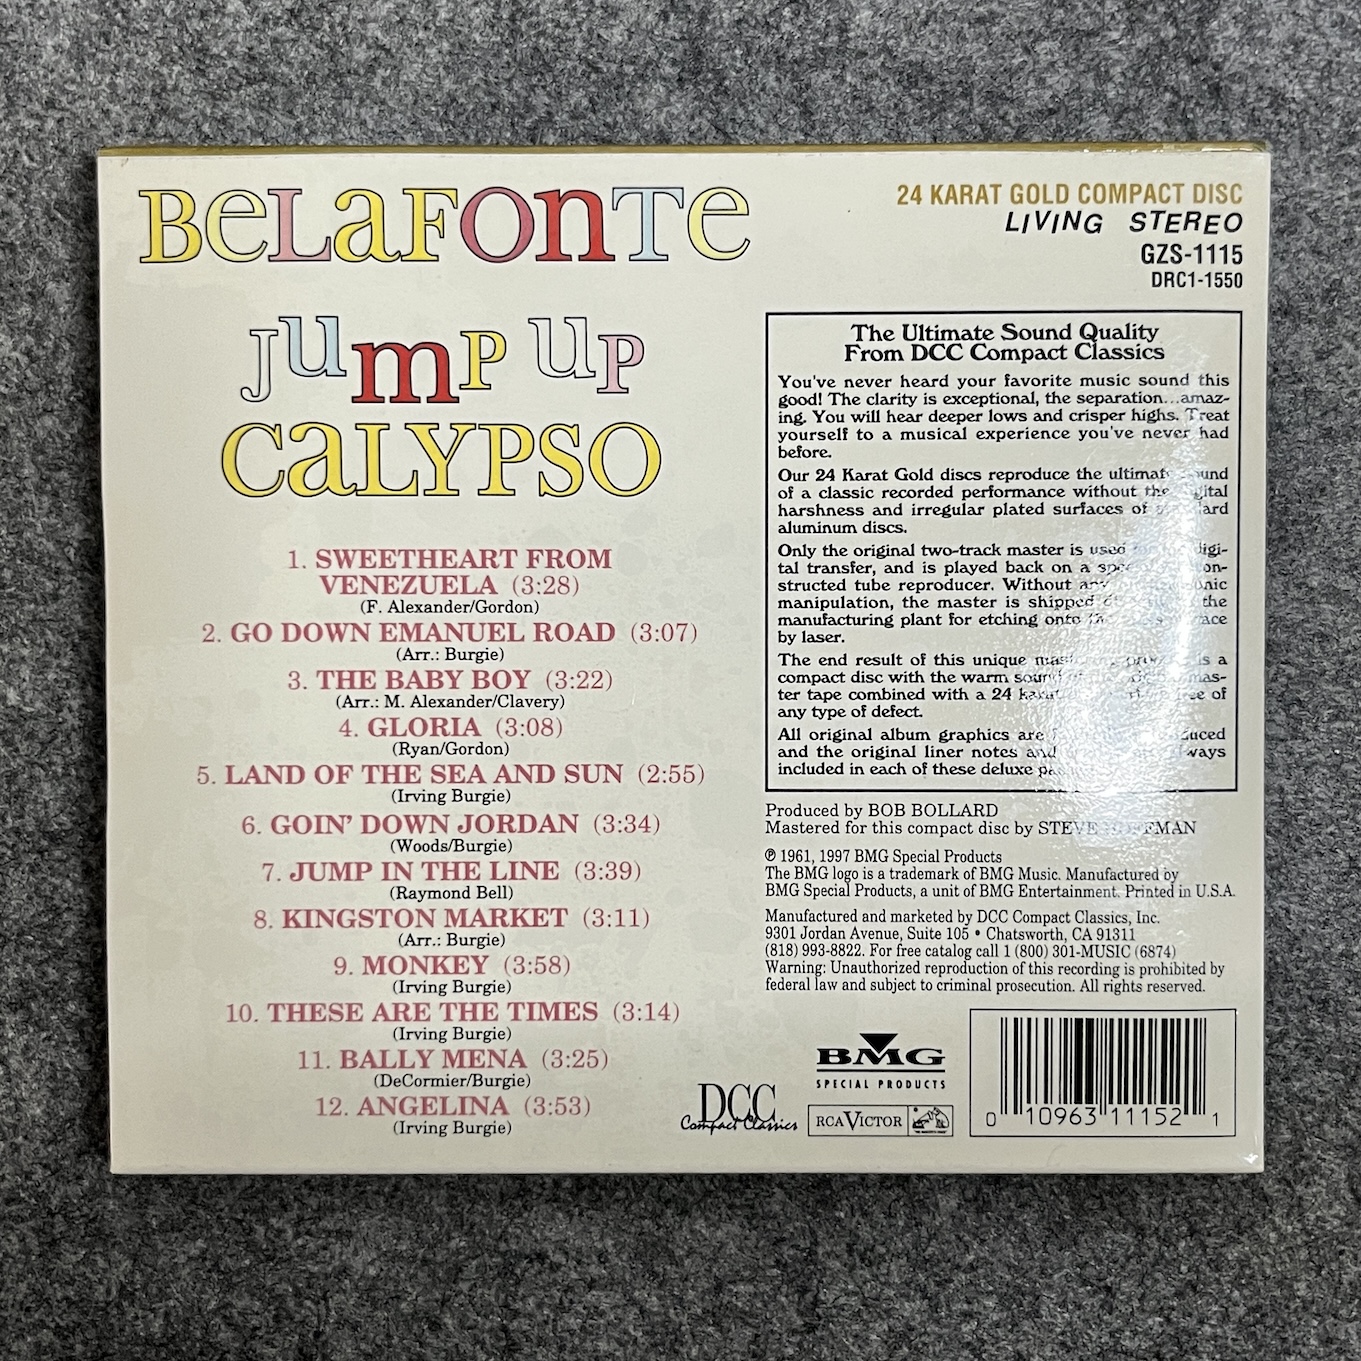 BeLaFonTe
Jump up
CaLYPSO
1. SWEETHEART FROM
VENEZUELA (3:28)
(F. Alexander/Gordon)
2. GO DOWN EMANUEL ROAD (3:07)
(Arr.: Burgie)
3. THE BABY BOY (3:22)
(Arr.: M. Alexander/Clavery)
4. GLORIA (3:08)
(Ryan/Gordon)
5. LAND OF THE SEA AND SUN (2:55)
(Irving Burgie)
6. GOIN' DOWN JORDAN (3:34)
(Woods/Burgie)
7. JUMP IN THE LINE (3:39)
(Raymond Bell)
8. KINGSTON MARKET (3:11)
(Arr.: Burgie)
9. MONKEY (3:58)
(Irving Burgie)
10. THESE ARE THE TIMES (3:14)
(Irving Burgie)
11. BALLY MENA (3:25)
(DeCormier/Burgie)
12. ANGELINA (3:53)
(Irving Burgie)
24 KARAT GOLD COMPACT DISC
LIVING STEREO
GZS-1115
DRC1-1550
The Ultimate Sound Quality
From DCC Compact Classics
You've never heard your favorite music sound this
good! The clarity is exceptional, the separation...amaz-
ing. You will hear deeper lows and crisper highs. Treat
yourself to a musical experience you've never had
before.
Our 24 Karat Gold discs reproduce the ultimate sound
of a classic recorded performance without the digital
harshness and irregular plated surfaces of
aluminum discs.
Only the original two-track master is used digi-
tal transfer, and is played back on a
structed tube reproducer. Without any
manipulation, the master is shipped the
manufacturing plant for etching onto
by laser.
The end result of this unique is a
compact disc with the warm sound mas-
ter tape combined with a 24 karat of
any type of defect.
All original album graphics are
and the original liner notes and
included in each of these deluxe
Produced by BOB BOLLARD
Mastered for this compact disc by STEVE HOFFMAN
℗ 1961, 1997 BMG Special Products
The BMG logo is a trademark of BMG Music. Manufactured by
BMG Special Products, a unit of BMG Entertainment. Printed in U.S.A.
Manufactured and marketed by DCC Compact Classics, Inc.
9301 Jordan Avenue, Suite 105 • Chatsworth, CA 91311
(818) 993-8822. For free catalog call 1 (800) 301-MUSIC (6874)
Warning: Unauthorized reproduction of this recording is prohibited by
federal law and subject to criminal prosecution. All rights reserved.
DCC
Compact Classics
BMG
SPECIAL PRODUCTS
RCA VICTOR
0 10963 11152 1